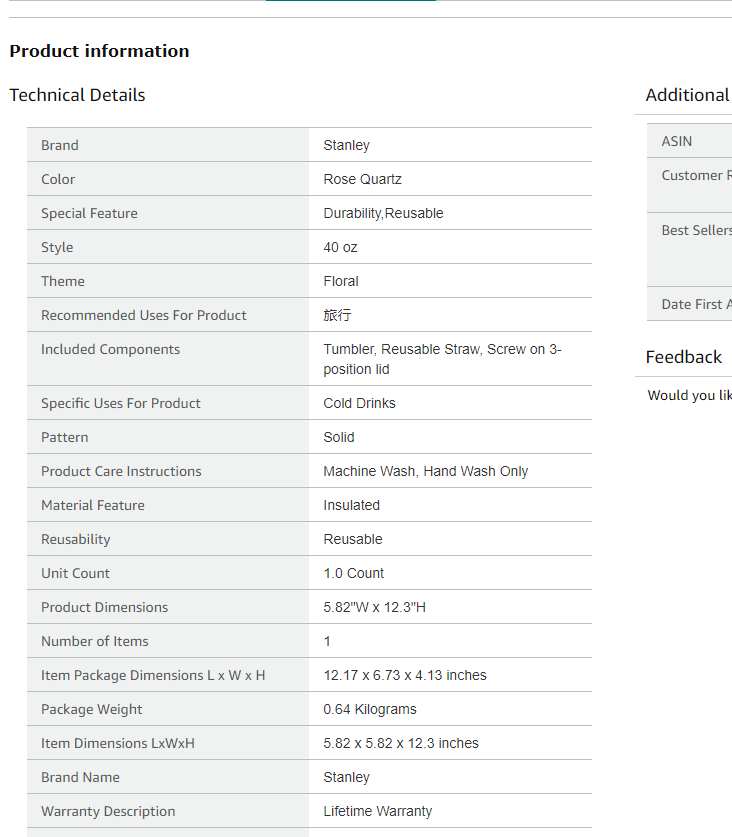 Product information
Technical Details
Brand Stanley
Color Rose Quartz
Special Feature Durability,Reusable
Style 40 oz
Theme Floral
Recommended Uses For Product 旅行
Included Components Tumbler, Reusable Straw, Screw on 3-
position lid
Specific Uses For Product Cold Drinks
Pattern Solid
Product Care Instructions Machine Wash, Hand Wash Only
Material Feature Insulated
Reusability Reusable
Unit Count 1.0 Count
Product Dimensions 5.82"W x 12.3"H
Number of Items 1
Item Package Dimensions L x W x H 12.17 x 6.73 x 4.13 inches
Package Weight 0.64 Kilograms
Item Dimensions LxWxH 5.82 x 5.82 x 12.3 inches
Brand Name Stanley
Warranty Description Lifetime Warranty
Additional
ASIN
Customer
Best Sellers
Date First
Feedback
Would you